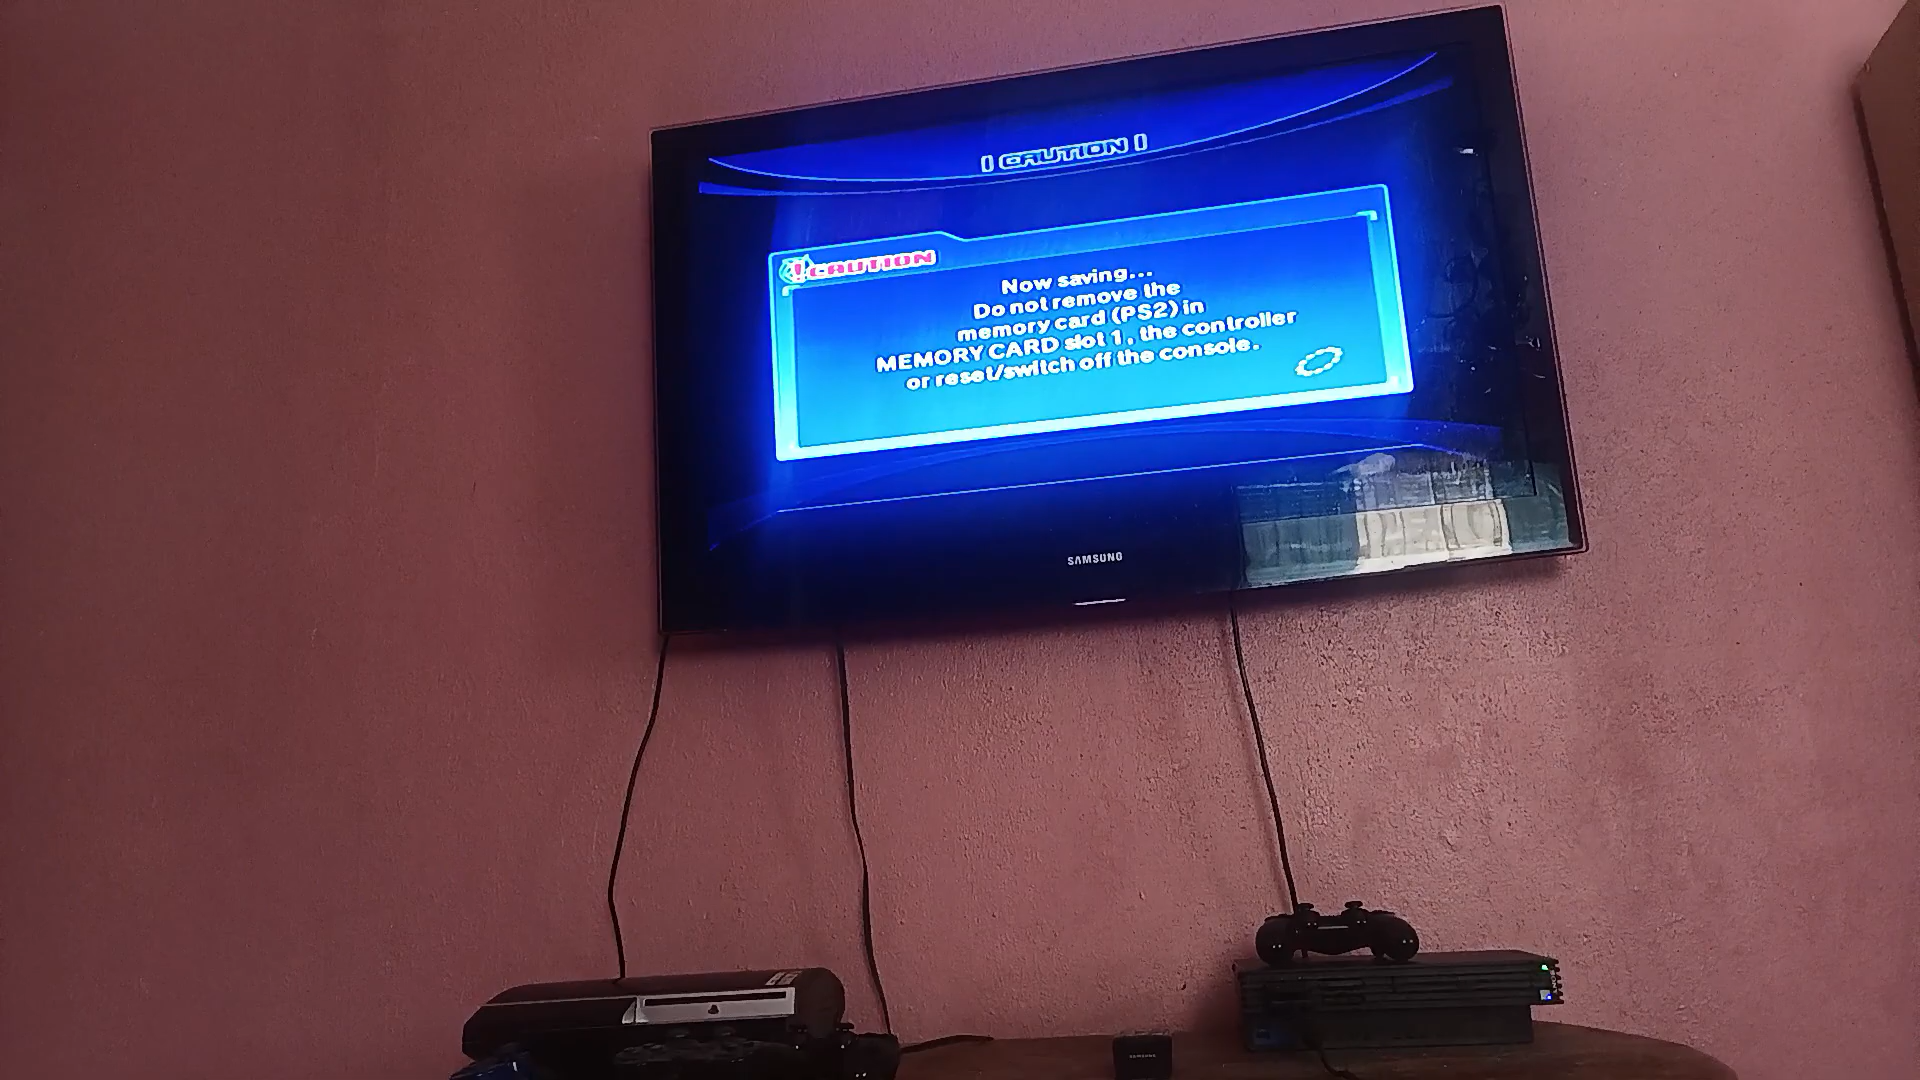 CAUTION
! CAUTION
Now saving...
Do not remove the
memory card (PS2) in
MEMORY CARD slot 1, the controller
or reset/switch off the console.
SAMSUNG
SAMSUNG